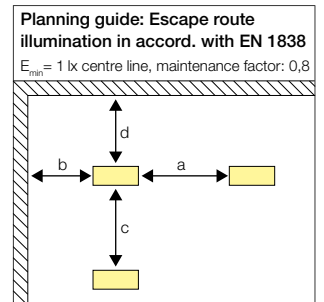 Planning guide: Escape route
illumination in accord. with EN 1838
Emin= 1 lx centre line, maintenance factor: 0,8
d
b
a
c